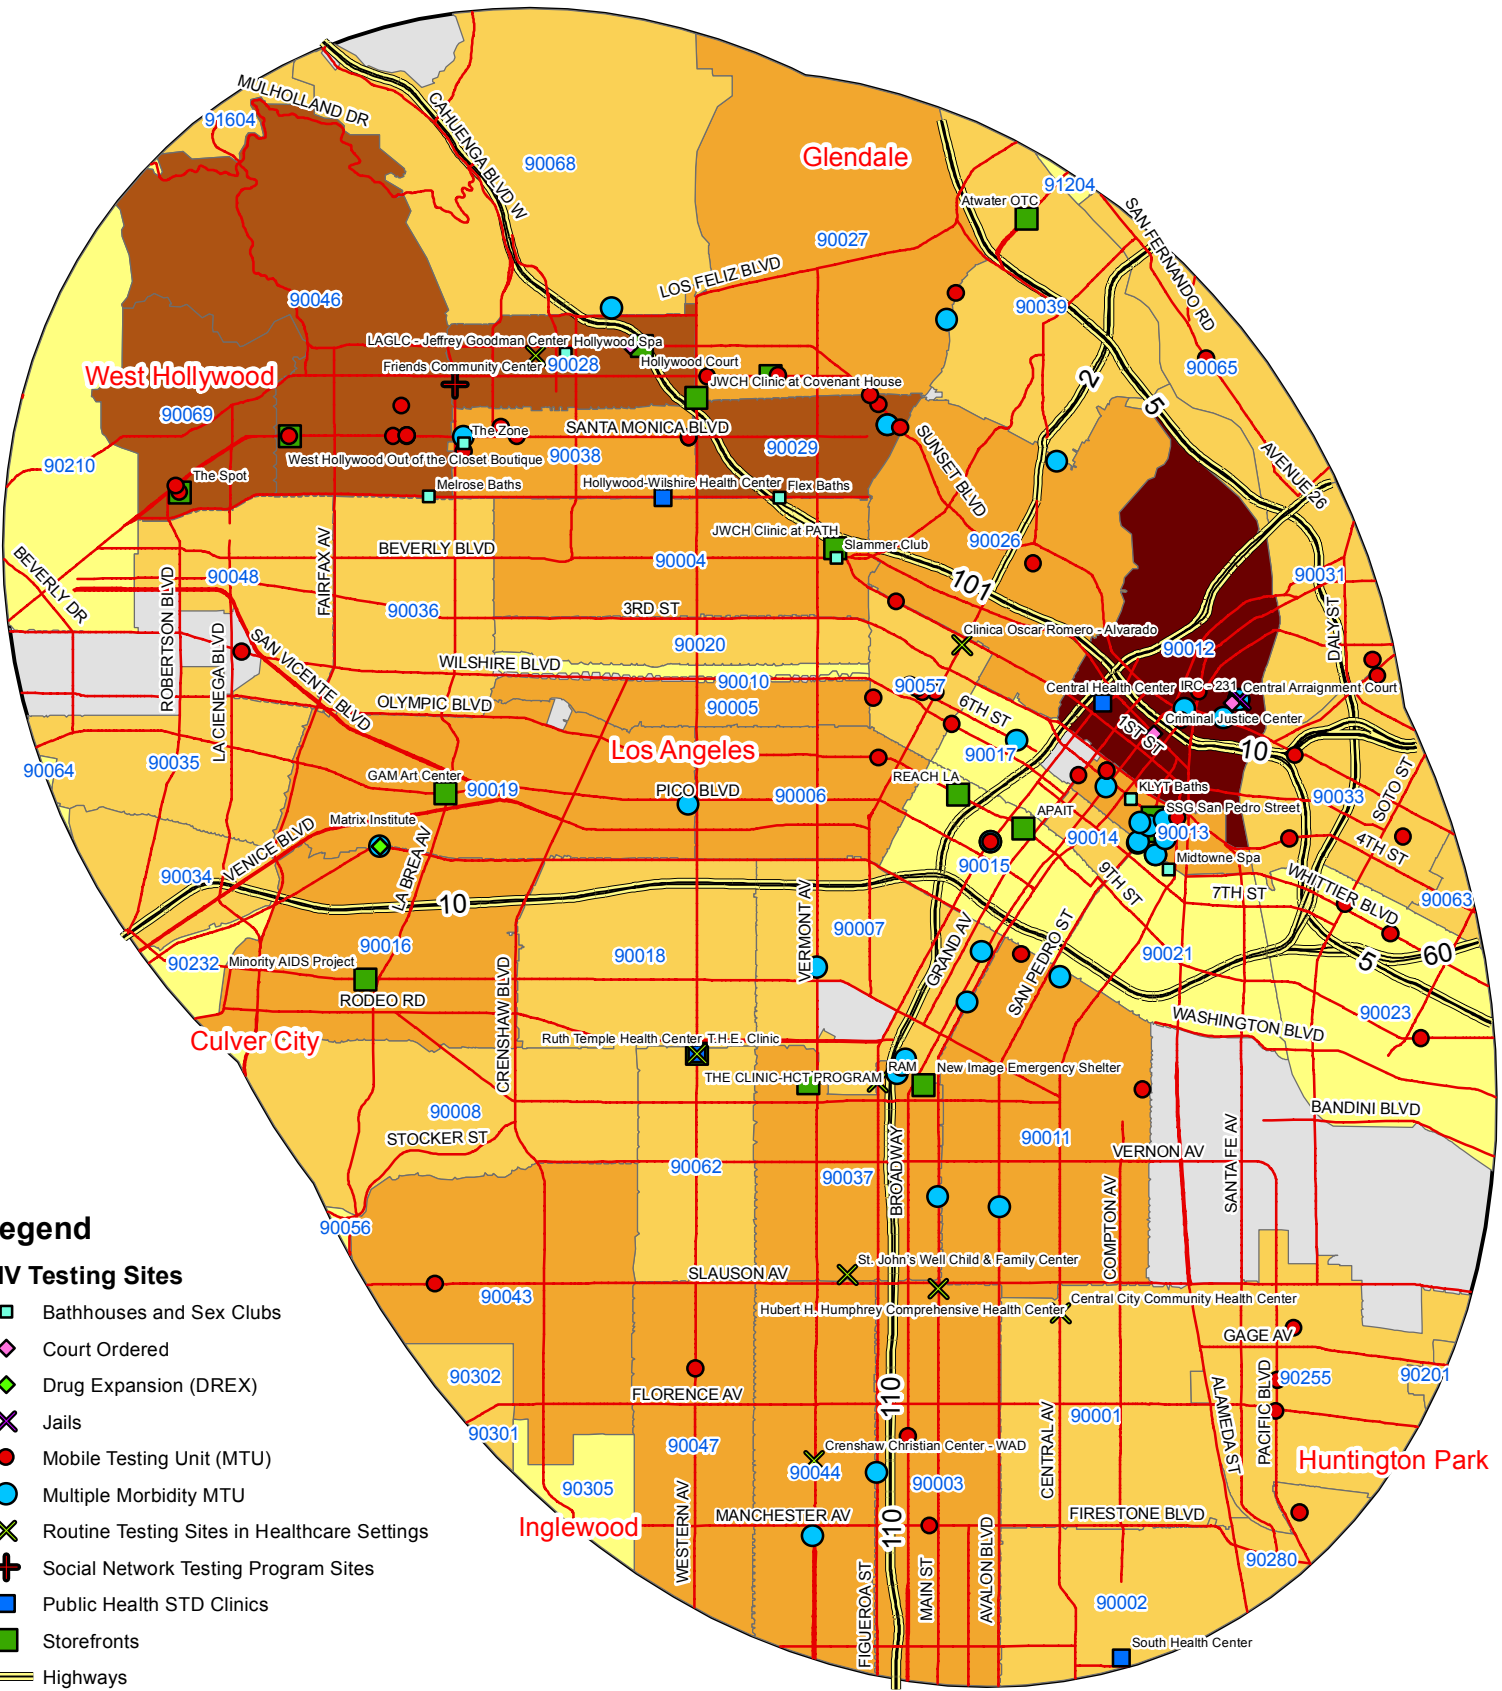 MULHOLLAND DR
91604
CAHUENGA BLVD W
90068
Glendale
91204
Atwater OTC
SAN FERNANDO RD
90027
LOS FELIZ BLVD
90046
90039
LAGLC - Jeffrey Goodman Center
Hollywood Spa
Friends Community Center
90028
Hollywood Court
90065
West Hollywood
JWCH Clinic at Covenant House
2
5
90069
The Zone
SANTA MONICA BLVD
90029
SUNSET BLVD
90210
West Hollywood Out of the Closet Boutique
90038
AVENUE 26
The Spot
Melrose Baths
Hollywood-Wilshire Health Center
Flex Baths
JWCH Clinic at PATH
Slammer Club
90026
BEVERLY BLVD
90004
101
BEVERLY DR
ROBERTSON BLVD
90048
FAIRFAX AV
90036
3RD ST
90031
DALY ST
Clinica Oscar Romero - Alvarado
90020
90012
LA CIENEGA BLVD
SAN VICENTE BLVD
WILSHIRE BLVD
90010
90057
Central Health Center
IRC - 231
Central Arraignment Court
OLYMPIC BLVD
90005
6TH ST
Criminal Justice Center
1ST ST
Los Angeles
90017
10
90064
90035
GAM Art Center
90019
PICO BLVD
90006
REACH LA
KLYT Baths
90033
SOTO ST
Matrix Institute
APAIT
SSG San Pedro Street
VENICE BLVD
LA BREA AV
90014
90013
4TH ST
90015
Midtowne Spa
90034
9TH ST
7TH ST
WHITTIER BLVD
90063
10
VERMONT AV
90007
GRAND AV
SAN PEDRO ST
90016
90018
90021
5
60
90232
Minority AIDS Project
RODEO RD
CRENSHAW BLVD
90023
WASHINGTON BLVD
Culver City
Ruth Temple Health Center
T.H.E. Clinic
THE CLINIC-HCT PROGRAM
RAM
New Image Emergency Shelter
90008
STOCKER ST
BANDINI BLVD
90011
VERNON AV
SANTA FE AV
90062
90037
BROADWAY
COMPTON AV
90056
St. John's Well Child & Family Center
SLAUSON AV
90043
Hubert H. Humphrey Comprehensive Health Center
Central City Community Health Center
GAGE AV
90302
90255
90201
FLORENCE AV
110
ALAMEDA ST
PACIFIC BLVD
90301
90047
Crenshaw Christian Center - WAD
CENTRAL AV
90001
Huntington Park
90044
90003
90305
Inglewood
WESTERN AV
MANCHESTER AV
110
FIRESTONE BLVD
90280
FIGUEROA ST
MAIN ST
AVALON BLVD
90002
South Health Center
egend
IV Testing Sites
Bathhouses and Sex Clubs
Court Ordered
Drug Expansion (DREX)
Jails
Mobile Testing Unit (MTU)
Multiple Morbidity MTU
Routine Testing Sites in Healthcare Settings
Social Network Testing Program Sites
Public Health STD Clinics
Storefronts
Highways